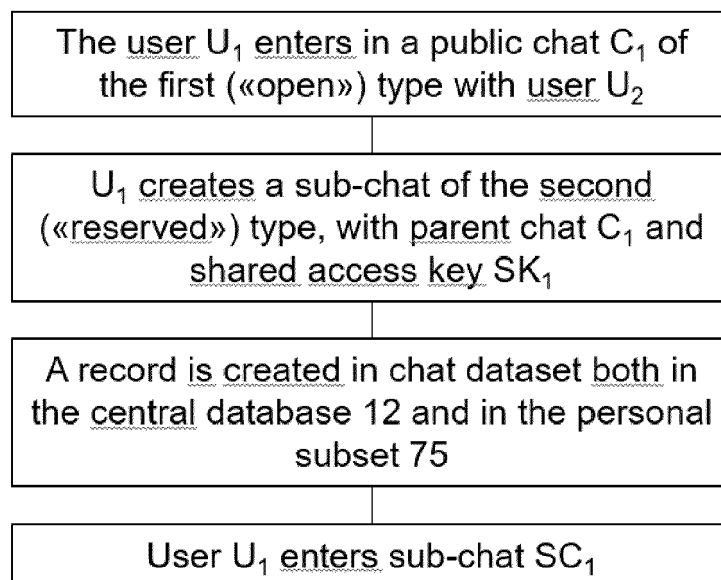 The user U₁ enters in a public chat C₁ of
the first («open») type with user U₂
U₁ creates a sub-chat of the second
(«reserved») type, with parent chat C₁ and
shared access key SK₁
A record is created in chat dataset both in
the central database 12 and in the personal
subset 75
User U₁ enters sub-chat SC₁